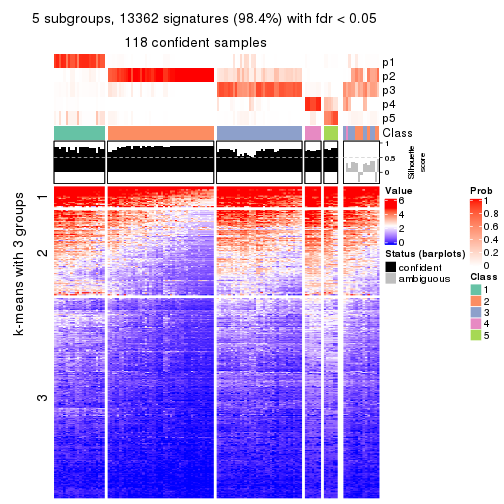 5 subgroups, 13362 signatures (98.4%) with fdr < 0.05
118 confident samples
p1
p2
p3
p4
p5
Class
1
0.5
0
Silhouette
score
k-means with 3 groups
1
2
3
Value
6
4
2
0
Status (barplots)
confident
ambiguous
Prob
1
0.8
0.6
0.4
0.2
0
Class
1
2
3
4
5